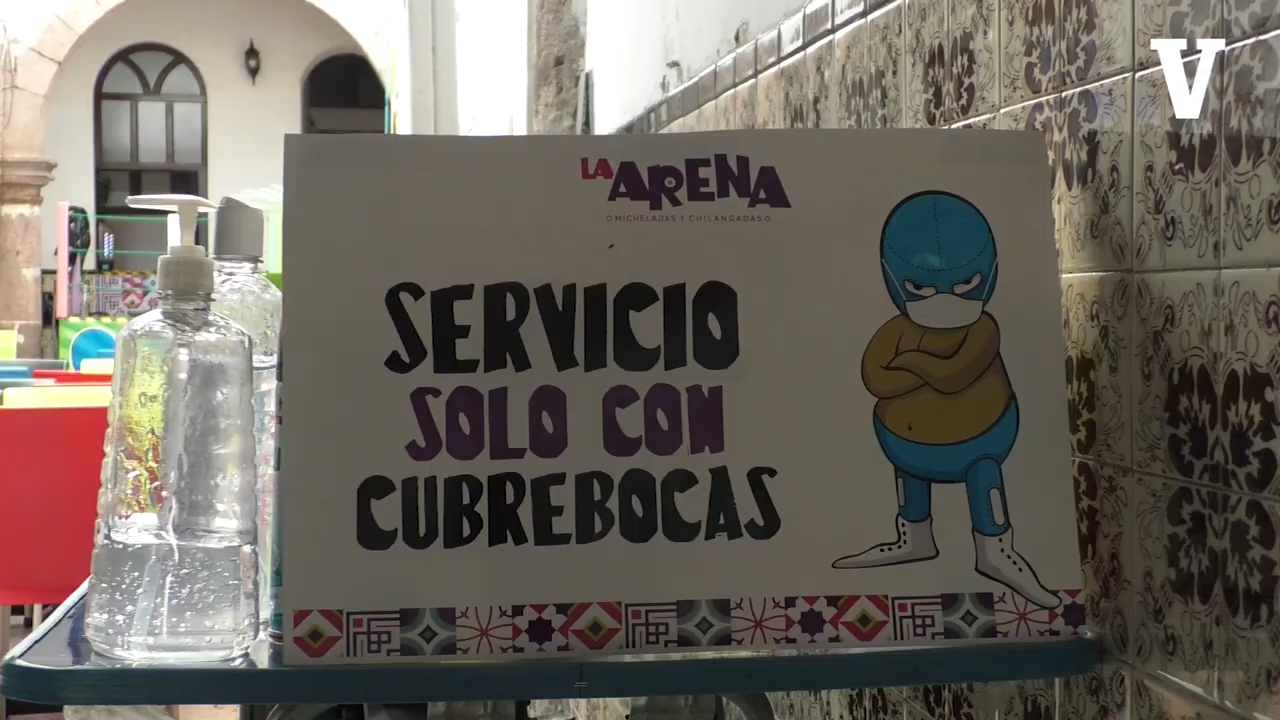 V
LA ARENA
MICHELADAS Y CHILANGADAS
SERVICIO
SOLO CON
CUBREBOCAS